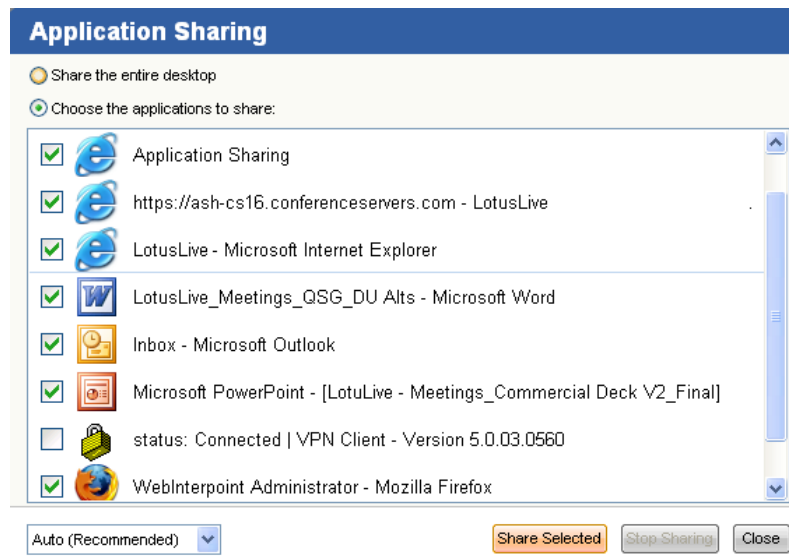 Application Sharing
Share the entire desktop
Choose the applications to share:
Application Sharing
https://ash-cs16.conferenceservers.com - LotusLive .
LotusLive - Microsoft Internet Explorer
LotusLive_Meetings_QSG_DU Alts - Microsoft Word
Inbox - Microsoft Outlook
Microsoft PowerPoint - [LotuLive - Meetings_Commercial Deck V2_Final]
status: Connected | VPN Client - Version 5.0.03.0560
WebInterpoint Administrator - Mozilla Firefox
Auto (Recommended) Share Selected Stop Sharing Close